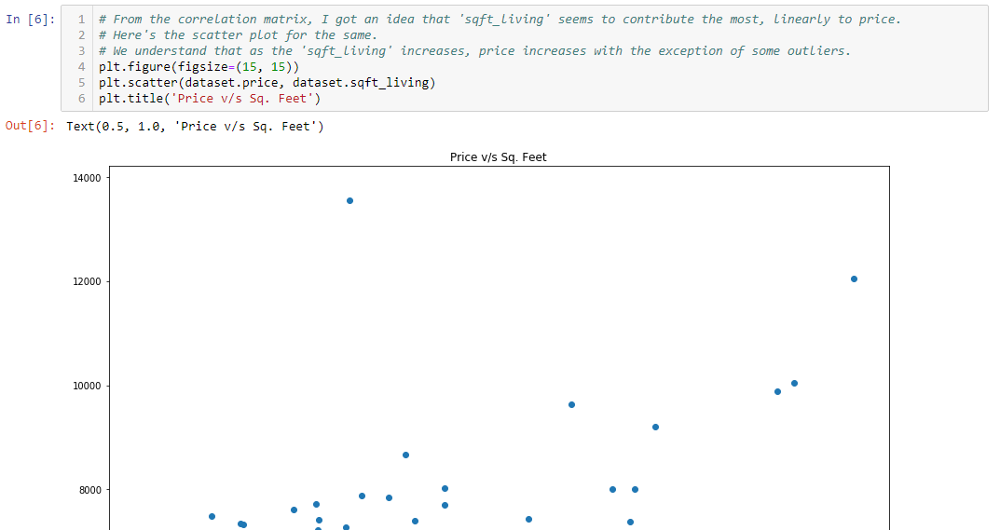 In [6]:
1 # From the correlation matrix, I got an idea that 'sqft_living' seems to contribute the most, linearly to price.
2 # Here's the scatter plot for the same.
3 # We understand that as the 'sqft_living' increases, price increases with the exception of some outliers.
4 plt.figure(figsize=(15, 15))
5 plt.scatter(dataset.price, dataset.sqft_living)
6 plt.title('Price v/s Sq. Feet')
Out[6]: Text(0.5, 1.0, 'Price v/s Sq. Feet')
Price v/s Sq. Feet
14000
12000
10000
8000